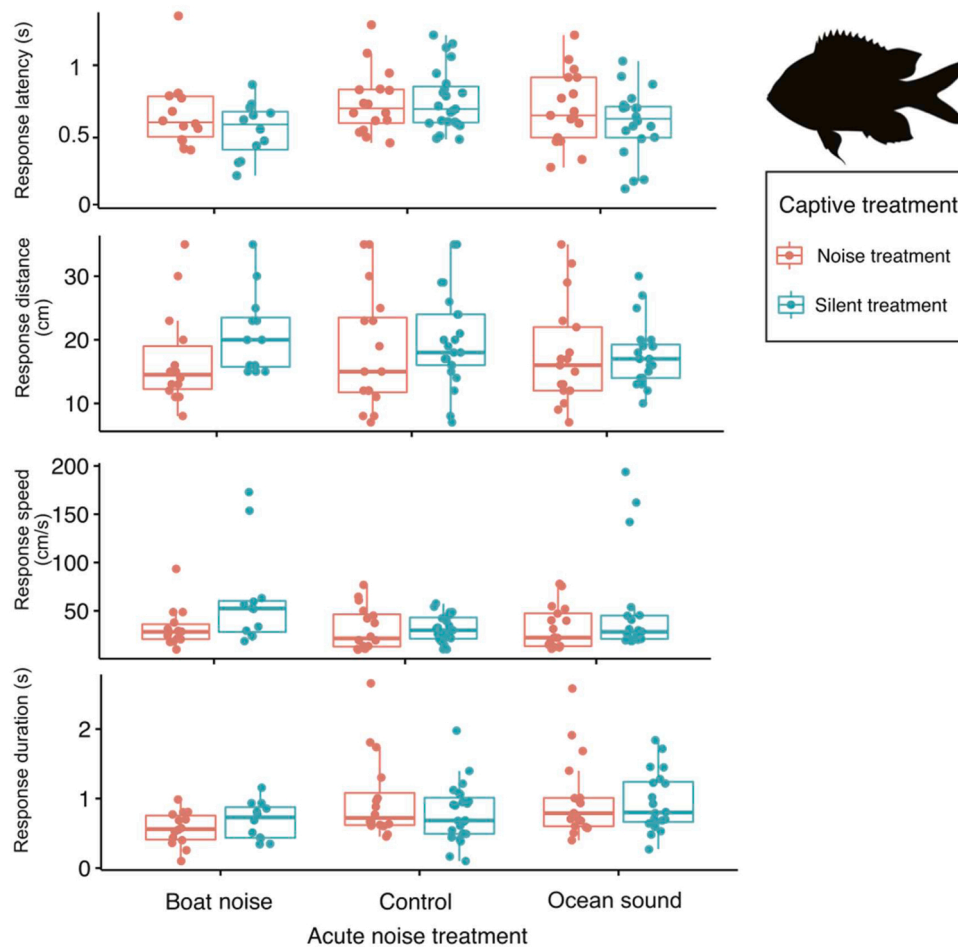 Response latency (s)
1
0.5
0
Response distance
(cm)
30
20
10
Response speed
(cm/s)
200
150
100
50
Response duration (s)
2
1
0
Boat noise
Control
Ocean sound
Acute noise treatment
Captive treatment
Noise treatment
Silent treatment